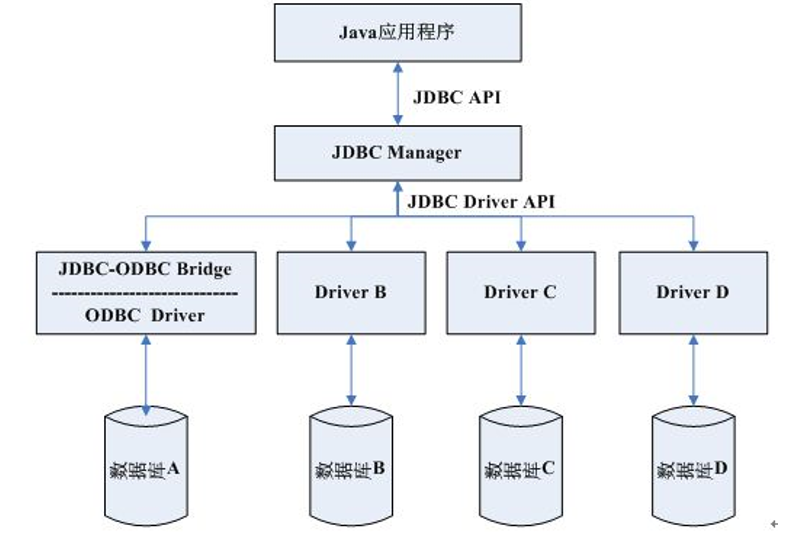 Java应用程序
JDBC API
JDBC Manager
JDBC Driver API
JDBC-ODBC Bridge
----------------------------
ODBC Driver
Driver B
Driver C
Driver D
数据库A
数据库B
数据库C
数据库D